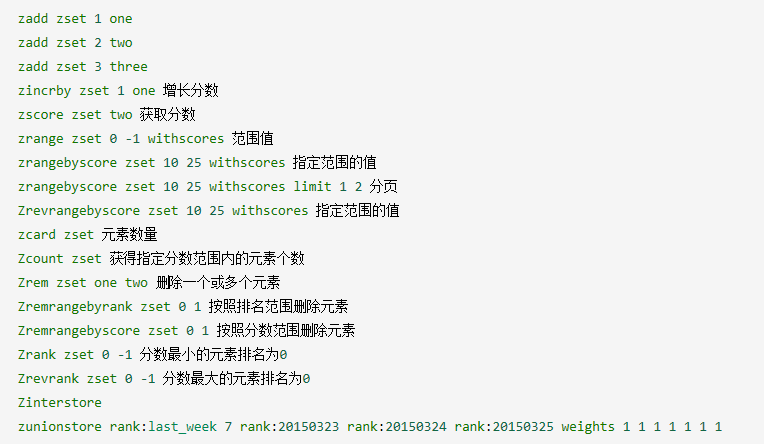 zadd zset 1 one
zadd zset 2 two
zadd zset 3 three
zincrby zset 1 one 增长分数
zscore zset two 获取分数
zrange zset 0 -1 withscores 范围值
zrangebyscore zset 10 25 withscores 指定范围的值
zrangebyscore zset 10 25 withscores limit 1 2 分页
Zrevrangebyscore zset 10 25 withscores 指定范围的值
zcard zset 元素数量
Zcount zset 获得指定分数范围内的元素个数
Zrem zset one two 删除一个或多个元素
Zremrangebyrank zset 0 1 按照排名范围删除元素
Zremrangebyscore zset 0 1 按照分数范围删除元素
Zrank zset 0 -1 分数最小的元素排名为0
Zrevrank zset 0 -1 分数最大的元素排名为0
Zinterstore
zunionstore rank:last_week 7 rank:20150323 rank:20150324 rank:20150325 weights 1 1 1 1 1 1 1